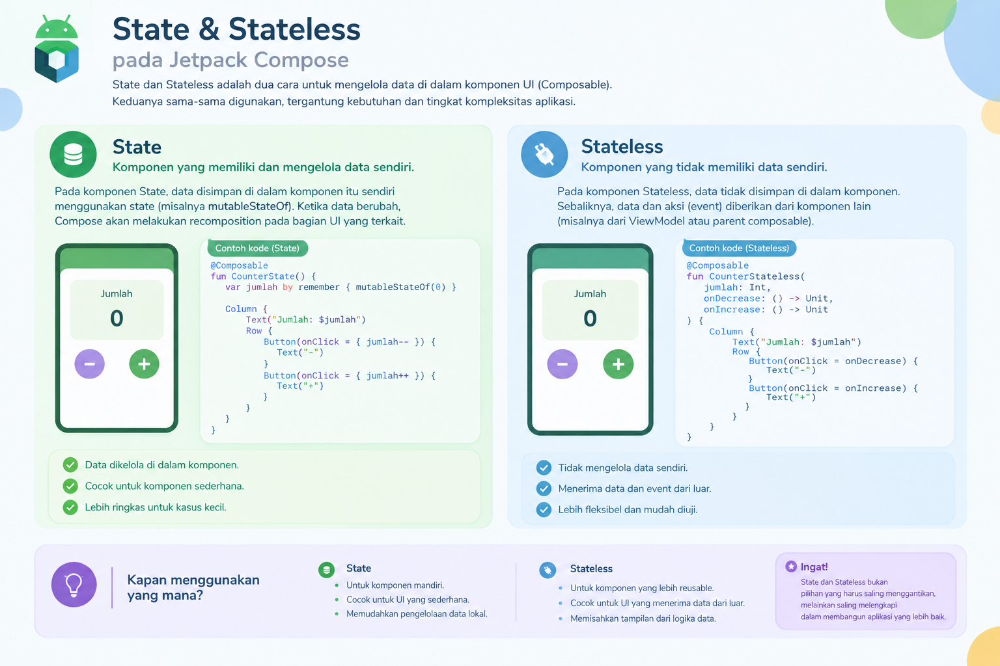 State & Stateless
pada Jetpack Compose
State dan Stateless adalah dua cara untuk mengelola data di dalam komponen UI (Composable).
Keduanya sama-sama digunakan, tergantung kebutuhan dan tingkat kompleksitas aplikasi.
State
Komponen yang memiliki dan mengelola data sendiri.
Pada komponen State, data disimpan di dalam komponen itu sendiri
menggunakan state (misalnya mutableStateOf). Ketika data berubah,
Compose akan melakukan recomposition pada bagian UI yang terkait.
Jumlah
0
−
+
Contoh kode (State)
@Composable
fun CounterState() {
var jumlah by remember { mutableStateOf(0) }
Column {
Text("Jumlah: $jumlah")
Row {
Button(onClick = { jumlah-- }) {
Text("-")
}
Button(onClick = { jumlah++ }) {
Text("+")
}
}
}
}
Data dikelola di dalam komponen.
Cocok untuk komponen sederhana.
Lebih ringkas untuk kasus kecil.
Stateless
Komponen yang tidak memiliki data sendiri.
Pada komponen Stateless, data tidak disimpan di dalam komponen.
Sebaliknya, data dan aksi (event) diberikan dari komponen lain
(misalnya dari ViewModel atau parent composable).
Jumlah
0
−
+
Contoh kode (Stateless)
@Composable
fun CounterStateless(
jumlah: Int,
onDecrease: () -> Unit,
onIncrease: () -> Unit
) {
Column {
Text("Jumlah: $jumlah")
Row {
Button(onClick = onDecrease) {
Text("-")
}
Button(onClick = onIncrease) {
Text("+")
}
}
}
}
Tidak mengelola data sendiri.
Menerima data dan event dari luar.
Lebih fleksibel dan mudah diuji.
Kapan menggunakan
yang mana?
State
• Untuk komponen mandiri.
• Cocok untuk UI yang sederhana.
• Memudahkan pengelolaan data lokal.
Stateless
• Untuk komponen yang lebih reusable.
• Cocok untuk UI yang menerima data dari luar.
• Memisahkan tampilan dari logika data.
Ingat!
State dan Stateless bukan
pilihan yang harus saling menggantikan,
melainkan saling melengkapi
dalam membangun aplikasi yang lebih baik.